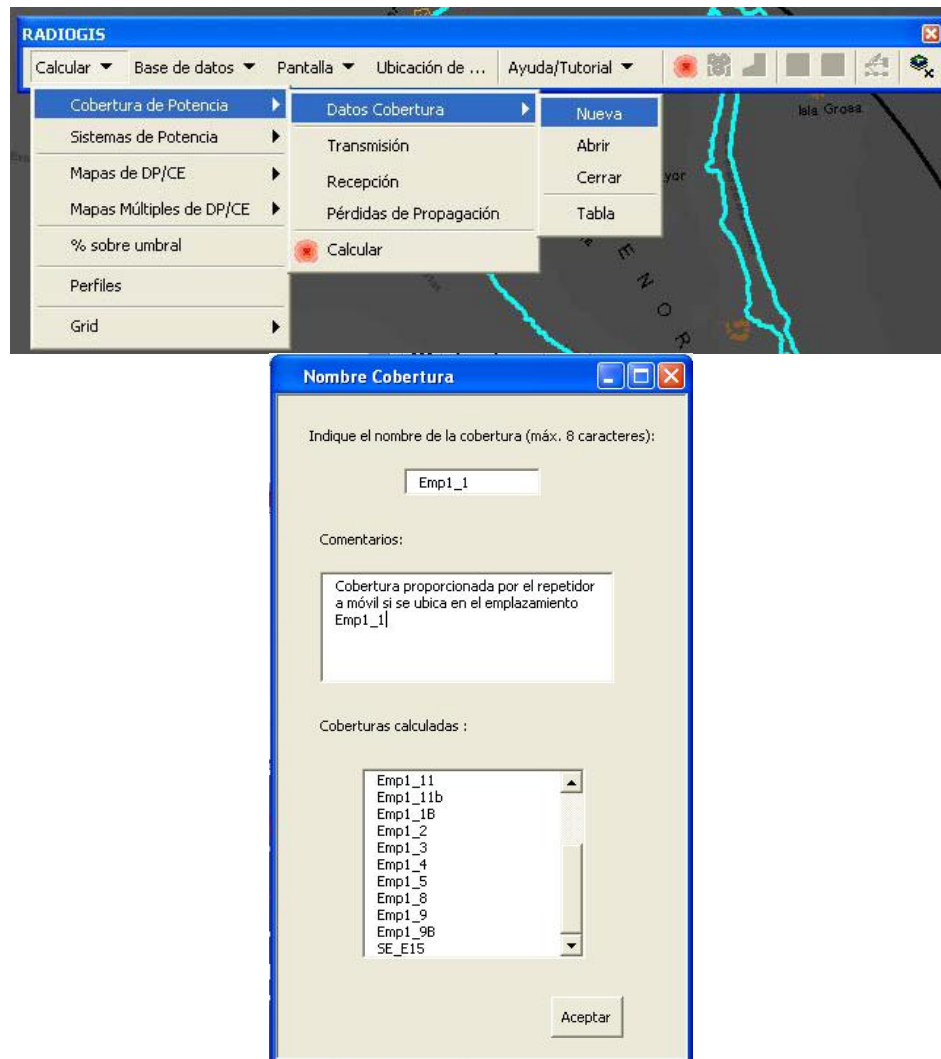 RADIOGIS
Calcular Base de datos Pantalla Ubicación de ... Ayuda/Tutorial
Cobertura de Potencia
Sistemas de Potencia
Mapas de DP/CE
Mapas Múltiples de DP/CE
% sobre umbral
Perfiles
Grid
Datos Cobertura
Transmisión
Recepción
Pérdidas de Propagación
Calcular
Nueva
Abrir
Cerrar
Tabla
Isla Grosa
yor
E N O R
Nombre Cobertura
Indique el nombre de la cobertura (máx. 8 caracteres):
Emp1_1
Comentarios:
Cobertura proporcionada por el repetidor
a móvil si se ubica en el emplazamiento
Emp1_1
Coberturas calculadas :
Emp1_11
Emp1_11b
Emp1_1B
Emp1_2
Emp1_3
Emp1_4
Emp1_5
Emp1_8
Emp1_9
Emp1_9B
SE_E15
Aceptar